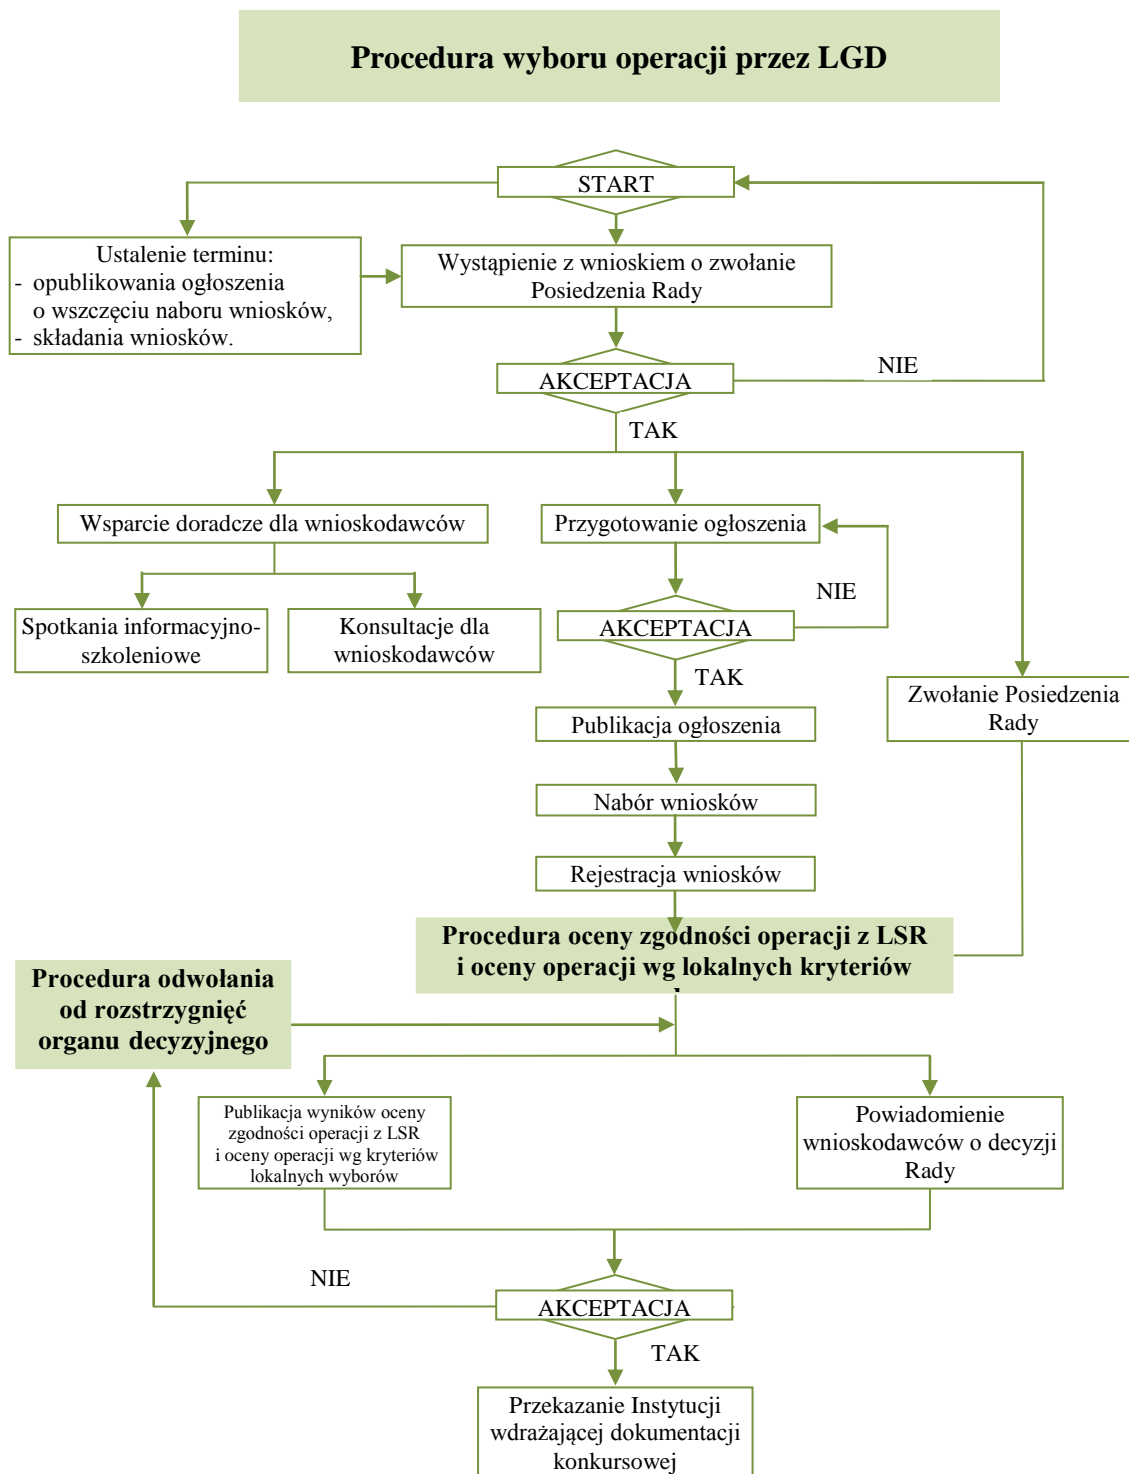 Procedura wyboru operacji przez LGD
START
Ustalenie terminu:
- opublikowania ogłoszenia
o wszczęciu naboru wniosków,
- składania wniosków.
Wystąpienie z wnioskiem o zwołanie
Posiedzenia Rady
AKCEPTACJA
NIE
TAK
Wsparcie doradcze dla wnioskodawców
Przygotowanie ogłoszenia
NIE
Spotkania informacyjno-
szkoleniowe
Konsultacje dla
wnioskodawców
AKCEPTACJA
TAK
Zwołanie Posiedzenia
Rady
Publikacja ogłoszenia
Nabór wniosków
Rejestracja wniosków
Procedura oceny zgodności operacji z LSR
i oceny operacji wg lokalnych kryteriów
Procedura odwołania
od rozstrzygnięć
organu decyzyjnego
Publikacja wyników oceny
zgodności operacji z LSR
i oceny operacji wg kryteriów
lokalnych wyborów
Powiadomienie
wnioskodawców o decyzji
Rady
NIE
AKCEPTACJA
TAK
Przekazanie Instytucji
wdrażającej dokumentacji
konkursowej